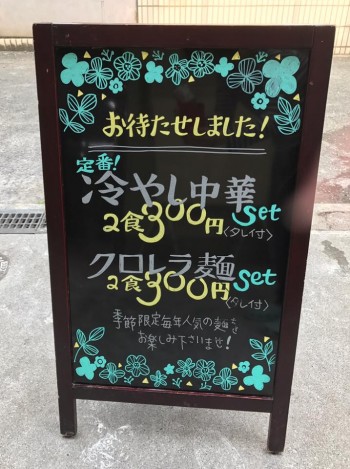 お待たせしました!
定番!
冷やし中華
2食300円 set
〈タレ付〉
クロレラ麺
2食300円 set
〈タレ付〉
季節限定毎年人気の麺です
お楽しみ下さいませ!